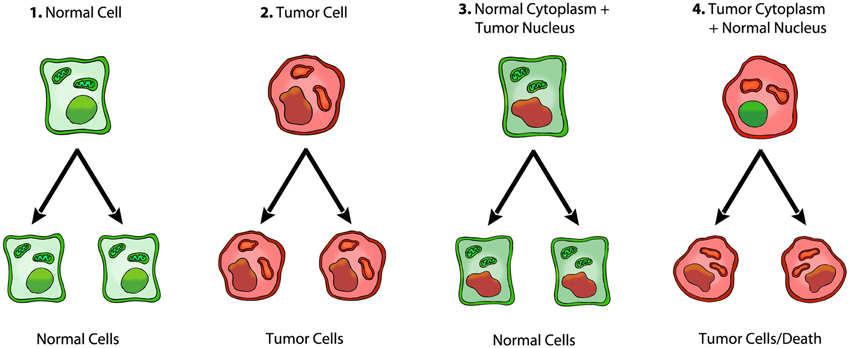 1. Normal Cell
2. Tumor Cell
3. Normal Cytoplasm +
Tumor Nucleus
4. Tumor Cytoplasm
+ Normal Nucleus
Normal Cells
Tumor Cells
Normal Cells
Tumor Cells/Death